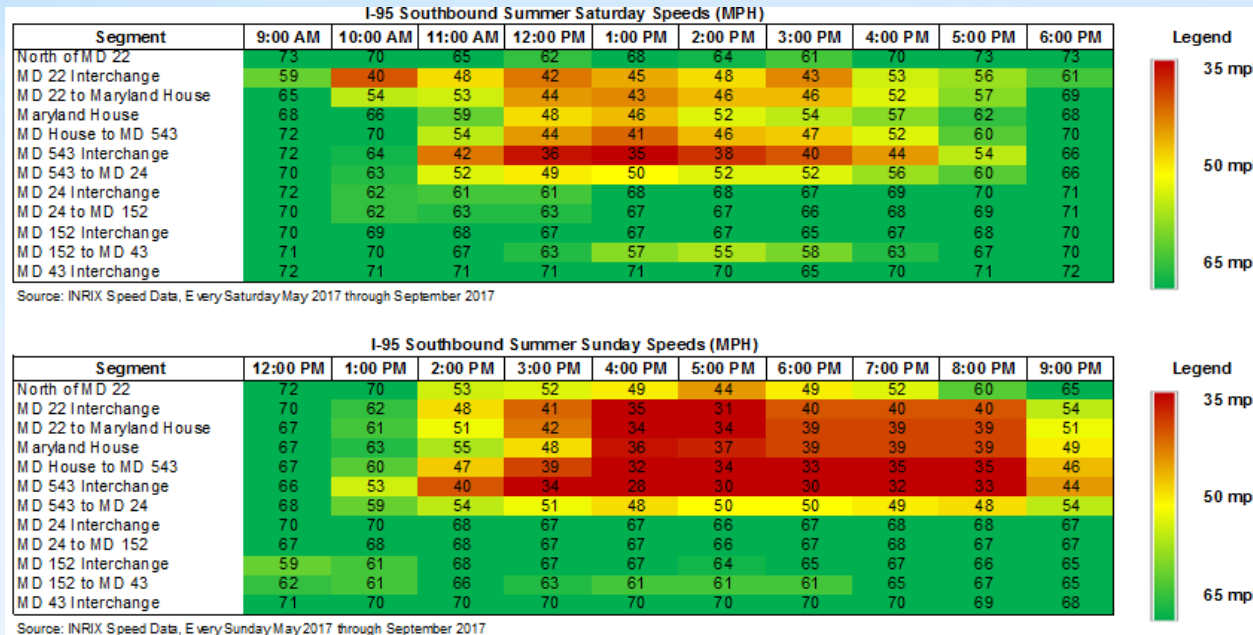 I-95 Southbound Summer Saturday Speeds (MPH)
Segment 9:00 AM 10:00 AM 11:00 AM 12:00 PM 1:00 PM 2:00 PM 3:00 PM 4:00 PM 5:00 PM 6:00 PM
North of MD 22 73 70 65 62 68 64 61 70 73 73
MD 22 Interchange 59 40 48 42 45 48 43 53 56 61
MD 22 to Maryland House 65 54 53 44 43 46 46 52 57 69
Maryland House 68 66 59 48 46 52 54 57 62 68
MD House to MD 543 72 70 54 44 41 46 47 52 60 70
MD 543 Interchange 72 64 42 36 35 38 40 44 54 66
MD 543 to MD 24 70 63 52 49 50 52 52 56 60 66
MD 24 Interchange 72 62 61 61 68 68 67 69 70 71
MD 24 to MD 152 70 62 63 63 67 67 66 68 69 71
MD 152 Interchange 70 69 68 67 67 67 65 67 68 70
MD 152 to MD 43 71 70 67 63 57 55 58 63 67 70
MD 43 Interchange 72 71 71 71 71 70 65 70 71 72
Source: INRIX Speed Data, Every Saturday May 2017 through September 2017
Legend
35 mp
50 mp
65 mp
I-95 Southbound Summer Sunday Speeds (MPH)
Segment 12:00 PM 1:00 PM 2:00 PM 3:00 PM 4:00 PM 5:00 PM 6:00 PM 7:00 PM 8:00 PM 9:00 PM
North of MD 22 72 70 53 52 49 44 49 52 60 65
MD 22 Interchange 70 62 48 41 35 31 40 40 40 54
MD 22 to Maryland House 67 61 51 42 34 34 39 39 39 51
Maryland House 67 63 55 48 36 37 39 39 39 49
MD House to MD 543 67 60 47 39 32 34 33 35 35 46
MD 543 Interchange 66 53 40 34 28 30 30 32 33 44
MD 543 to MD 24 68 59 54 51 48 50 50 49 48 54
MD 24 Interchange 70 70 68 67 67 66 67 68 68 67
MD 24 to MD 152 67 68 68 67 67 66 67 68 67 67
MD 152 Interchange 59 61 68 67 67 64 65 67 66 65
MD 152 to MD 43 62 61 66 63 61 61 61 65 67 65
MD 43 Interchange 71 70 70 70 70 70 70 70 69 68
Source: INRIX Speed Data, Every Sunday May 2017 through September 2017
Legend
35 mp
50 mp
65 mp